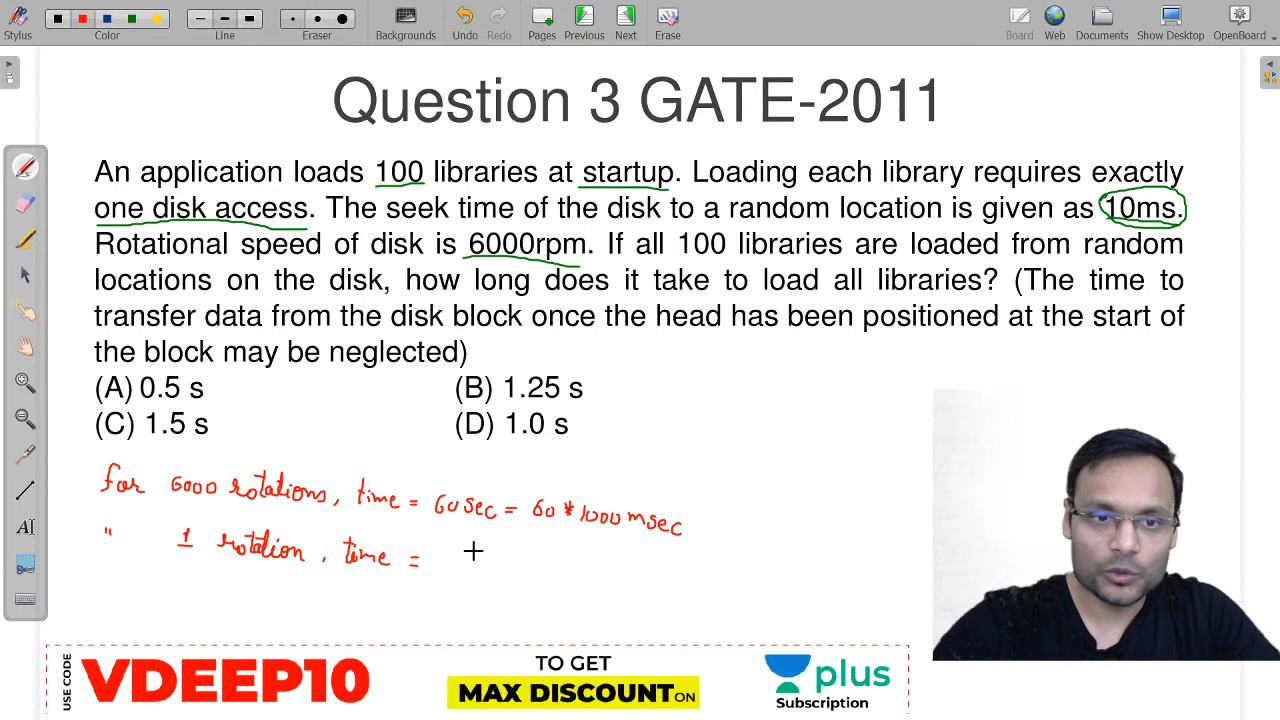 Stylus
Color
Line
Eraser
Backgrounds
Undo
Redo
Pages
Previous
Next
Erase
Board
Web
Documents
Show Desktop
OpenBoard
Question 3 GATE-2011
An application loads 100 libraries at startup. Loading each library requires exactly
one disk access. The seek time of the disk to a random location is given as 10ms.
Rotational speed of disk is 6000rpm. If all 100 libraries are loaded from random
locations on the disk, how long does it take to load all libraries? (The time to
transfer data from the disk block once the head has been positioned at the start of
the block may be neglected)
(A) 0.5 s (B) 1.25 s
(C) 1.5 s (D) 1.0 s
for 6000 rotations, time = 60 sec = 60 * 1000 msec
" 1 rotation, time =
USE CODE
VDEEP10
TO GET
MAX DISCOUNT ON
plus
Subscription